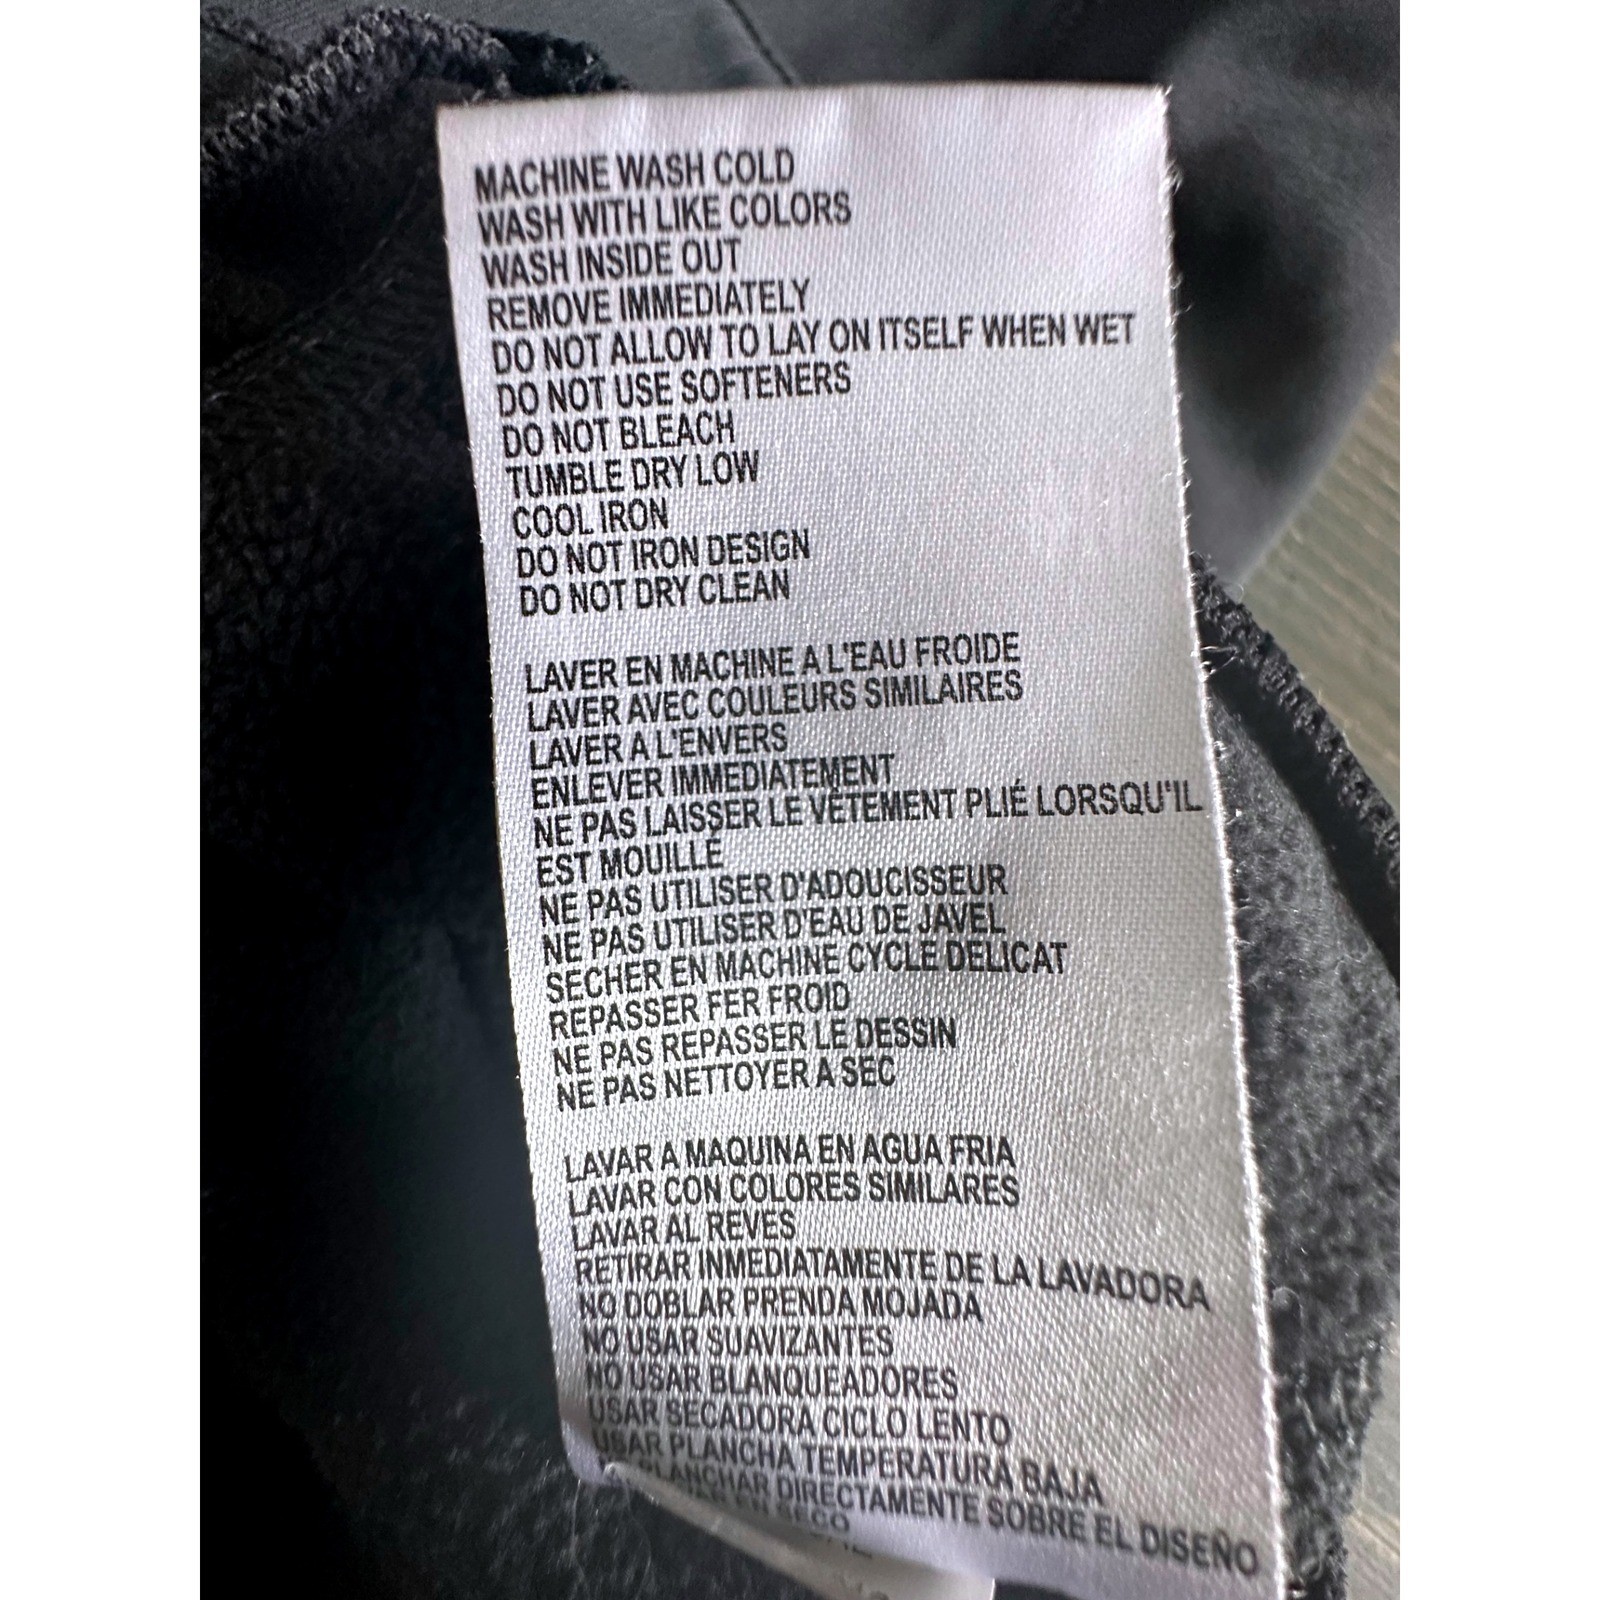 MACHINE WASH COLD
WASH WITH LIKE COLORS
WASH INSIDE OUT
REMOVE IMMEDIATELY
DO NOT ALLOW TO LAY ON ITSELF WHEN WET
DO NOT USE SOFTENERS
DO NOT BLEACH
TUMBLE DRY LOW
COOL IRON
DO NOT IRON DESIGN
DO NOT DRY CLEAN
LAVER EN MACHINE A L'EAU FROIDE
LAVER AVEC COULEURS SIMILAIRES
LAVER A L'ENVERS
ENLEVER IMMEDIATEMENT
NE PAS LAISSER LE VÊTEMENT PLIÉ LORSQU'IL
EST MOUILLÉ
NE PAS UTILISER D'ADOUCISSEUR
NE PAS UTILISER D'EAU DE JAVEL
SECHER EN MACHINE CYCLE DELICAT
REPASSER FER FROID
NE PAS REPASSER LE DESSIN
NE PAS NETTOYER A SEC
LAVAR A MAQUINA EN AGUA FRIA
LAVAR CON COLORES SIMILARES
LAVAR AL REVES
RETIRAR INMEDIATAMENTE DE LA LAVADORA
NO DOBLAR PRENDA MOJADA
NO USAR SUAVIZANTES
NO USAR BLANQUEADORES
USAR SECADORA CICLO LENTO
USAR PLANCHA TEMPERATURA BAJA
PLANCHAR DIRECTAMENTE SOBRE EL DISEÑO
EN SECO